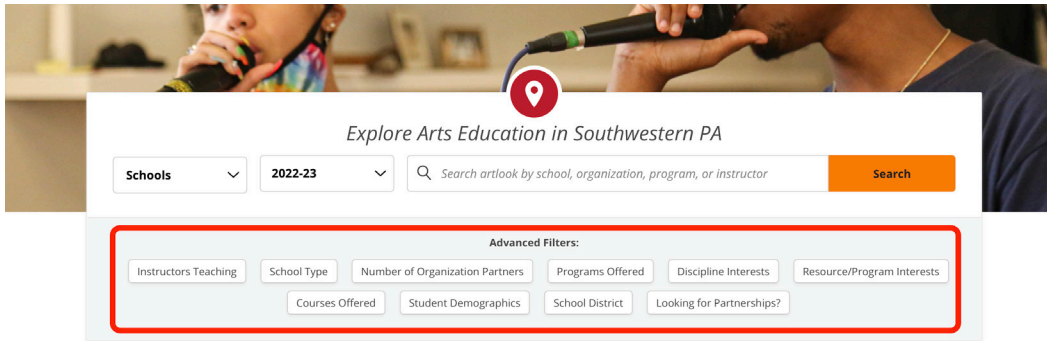 Explore Arts Education in Southwestern PA
Schools 2022-23 Search artlook by school, organization, program, or instructor Search
Advanced Filters:
Instructors Teaching School Type Number of Organization Partners Programs Offered Discipline Interests Resource/Program Interests
Courses Offered Student Demographics School District Looking for Partnerships?